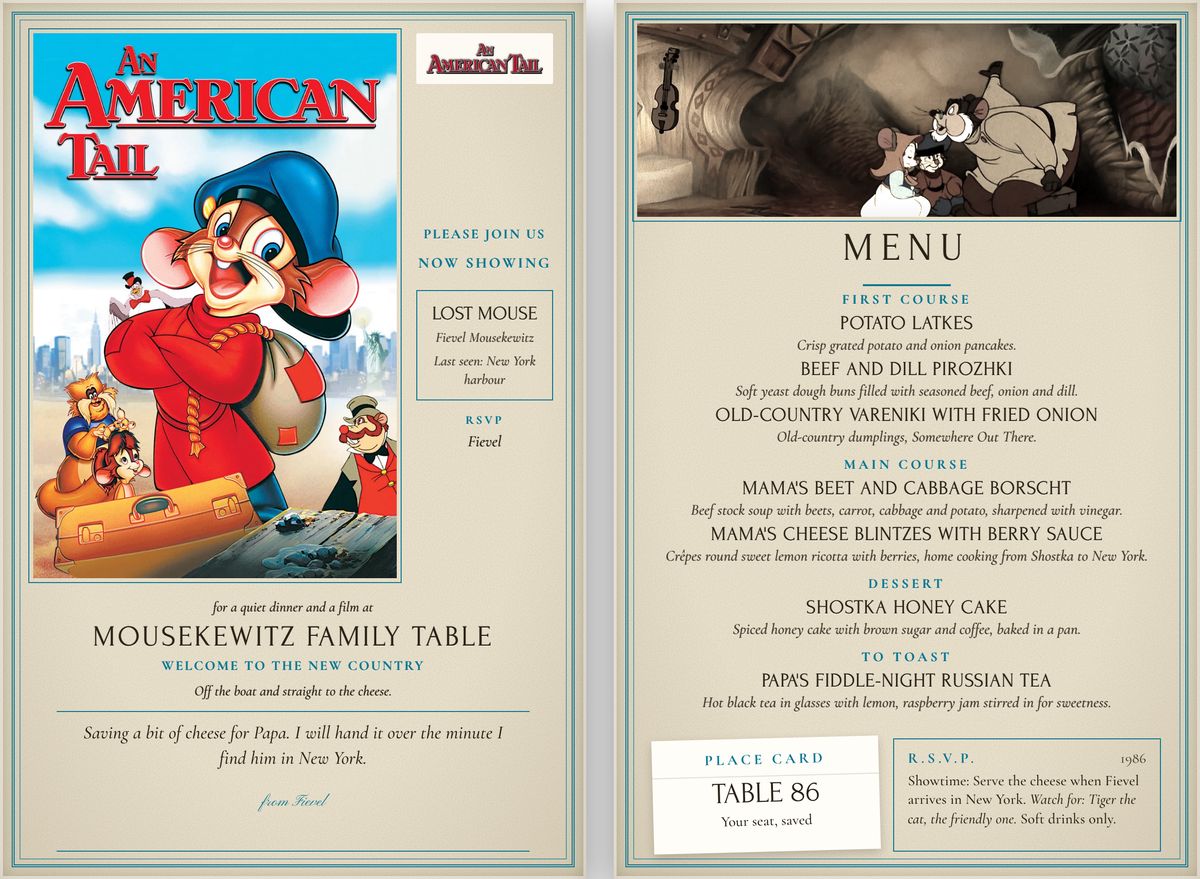 AN
AMERICAN
TAIL
AN
AMERICAN TAIL
PLEASE JOIN US
NOW SHOWING
LOST MOUSE
Fievel Mousekewitz
Last seen: New York
harbour
RSVP
Fievel
for a quiet dinner and a film at
MOUSEKEWITZ FAMILY TABLE
WELCOME TO THE NEW COUNTRY
Off the boat and straight to the cheese.
Saving a bit of cheese for Papa. I will hand it over the minute I
find him in New York.
from Fievel
MENU
FIRST COURSE
POTATO LATKES
Crisp grated potato and onion pancakes.
BEEF AND DILL PIROZHKI
Soft yeast dough buns filled with seasoned beef, onion and dill.
OLD-COUNTRY VARENIKI WITH FRIED ONION
Old-country dumplings, Somewhere Out There.
MAIN COURSE
MAMA'S BEET AND CABBAGE BORSCHT
Beef stock soup with beets, carrot, cabbage and potato, sharpened with vinegar.
MAMA'S CHEESE BLINTZES WITH BERRY SAUCE
Crêpes round sweet lemon ricotta with berries, home cooking from Shostka to New York.
DESSERT
SHOSTKA HONEY CAKE
Spiced honey cake with brown sugar and coffee, baked in a pan.
TO TOAST
PAPA'S FIDDLE-NIGHT RUSSIAN TEA
Hot black tea in glasses with lemon, raspberry jam stirred in for sweetness.
PLACE CARD
TABLE 86
Your seat, saved
R.S.V.P. 1986
Showtime: Serve the cheese when Fievel
arrives in New York. Watch for: Tiger the
cat, the friendly one. Soft drinks only.